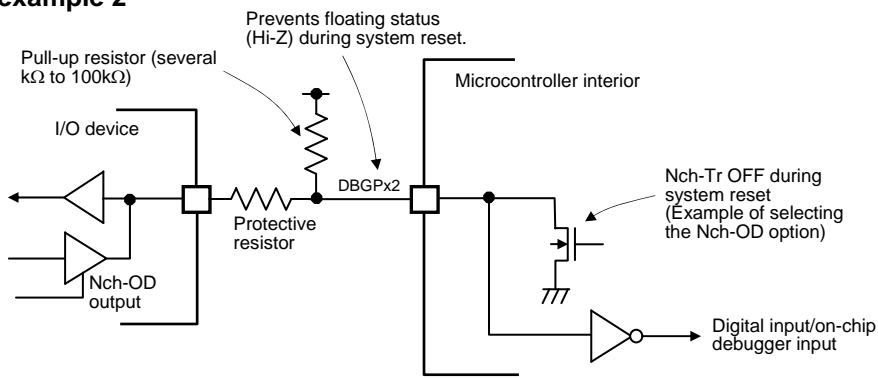 example 2
Prevents floating status
(Hi-Z) during system reset.
Pull-up resistor (several
kΩ to 100kΩ)
Microcontroller interior
I/O device
DBGPx2
Nch-Tr OFF during
system reset
(Example of selecting
the Nch-OD option)
Protective
resistor
Nch-OD
output
Digital input/on-chip
debugger input